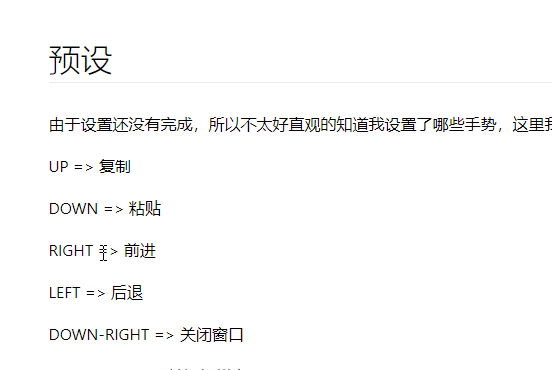 预设
由于设置还没有完成，所以不太好直观的知道我设置了哪些手势，这里
UP => 复制
DOWN => 粘贴
RIGHT => 前进
LEFT => 后退
DOWN-RIGHT => 关闭窗口